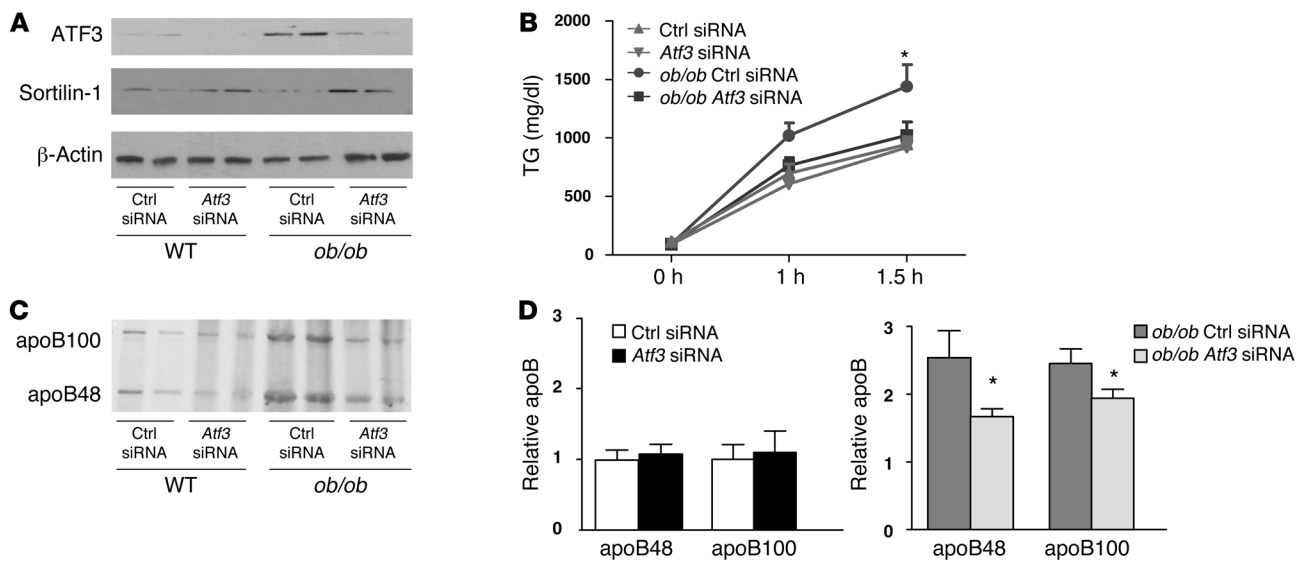 A
ATF3
Sortilin-1
β-Actin
Ctrl siRNA
Atf3 siRNA
Ctrl siRNA
Atf3 siRNA
WT
ob/ob
B
2000
1500
1000
500
0
TG (mg/dl)
Ctrl siRNA
Atf3 siRNA
ob/ob Ctrl siRNA
ob/ob Atf3 siRNA
*
0 h
1 h
1.5 h
C
apoB100
apoB48
Ctrl siRNA
Atf3 siRNA
Ctrl siRNA
Atf3 siRNA
WT
ob/ob
D
3
2
1
0
Relative apoB
Ctrl siRNA
Atf3 siRNA
apoB48
apoB100
3
2
1
0
Relative apoB
ob/ob Ctrl siRNA
ob/ob Atf3 siRNA
*
*
apoB48
apoB100